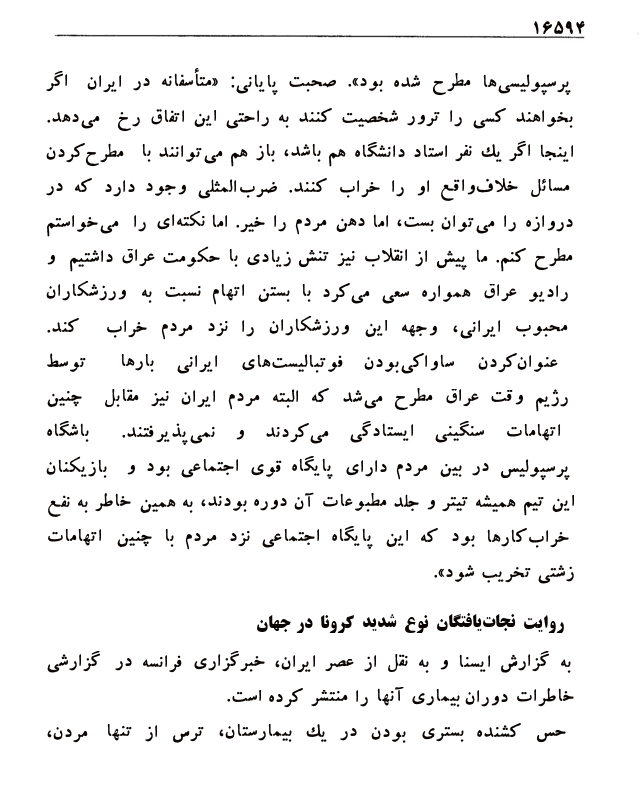 ۱۶۵۹۴
پرسپولیسی‌ها مطرح شده بود». صحبت پایانی: «متأسفانه در ایران اگر
بخواهند کسی را ترور شخصیت کنند به راحتی این اتفاق رخ می‌دهد.
اینجا اگر یك نفر استاد دانشگاه هم باشد، باز هم می‌توانند با مطرح‌کردن
مسائل خلاف‌واقع او را خراب کنند. ضرب‌المثلی وجود دارد که در
دروازه را می‌توان بست، اما دهن مردم را خیر. اما نکته‌ای را می‌خواستم
مطرح کنم. ما پیش از انقلاب نیز تنش زیادی با حکومت عراق داشتیم و
رادیو عراق همواره سعی می‌کرد با بستن اتهام نسبت به ورزشکاران
محبوب ایرانی، وجهه این ورزشکاران را نزد مردم خراب کند.
عنوان‌کردن ساواکی‌بودن فوتبالیست‌های ایرانی بارها توسط
رژیم وقت عراق مطرح می‌شد که البته مردم ایران نیز مقابل چنین
اتهامات سنگینی ایستادگی می‌کردند و نمی‌پذیرفتند. باشگاه
پرسپولیس در بین مردم دارای پایگاه قوی اجتماعی بود و بازیکنان
این تیم همیشه تیتر و جلد مطبوعات آن دوره بودند، به همین خاطر به نفع
خراب‌کارها بود که این پایگاه اجتماعی نزد مردم با چنین اتهامات
زشتی تخریب شود».
روایت نجات‌یافتگان نوع شدید کرونا در جهان
به گزارش ایسنا و به نقل از عصر ایران، خبرگزاری فرانسه در گزارشی
خاطرات دوران بیماری آنها را منتشر کرده است.
حس کشنده بستری بودن در یك بیمارستان، ترس از تنها مردن،